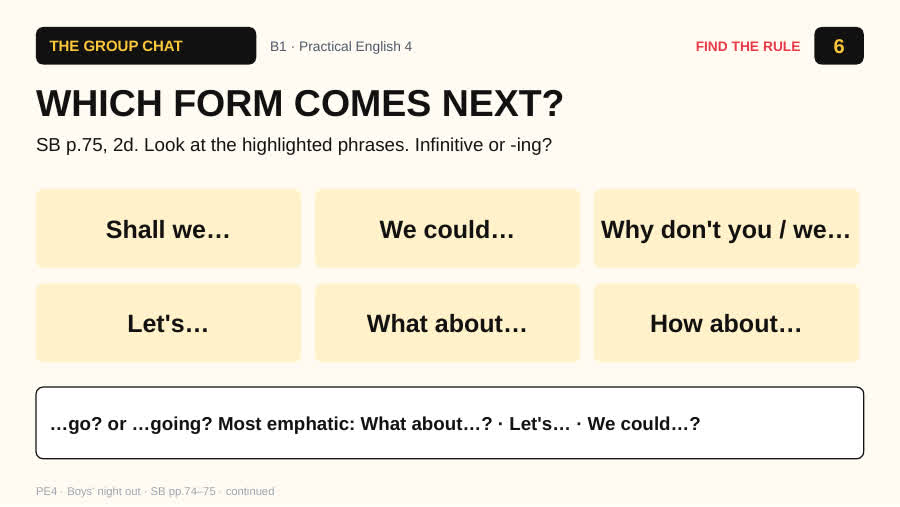 THE GROUP CHAT
B1 · Practical English 4
FIND THE RULE
6
WHICH FORM COMES NEXT?
SB p.75, 2d. Look at the highlighted phrases. Infinitive or -ing?
Shall we…
We could…
Why don't you / we…
Let's…
What about…
How about…
…go? or …going? Most emphatic: What about…? · Let's… · We could…?
PE4 · Boys' night out · SB pp.74–75 · continued